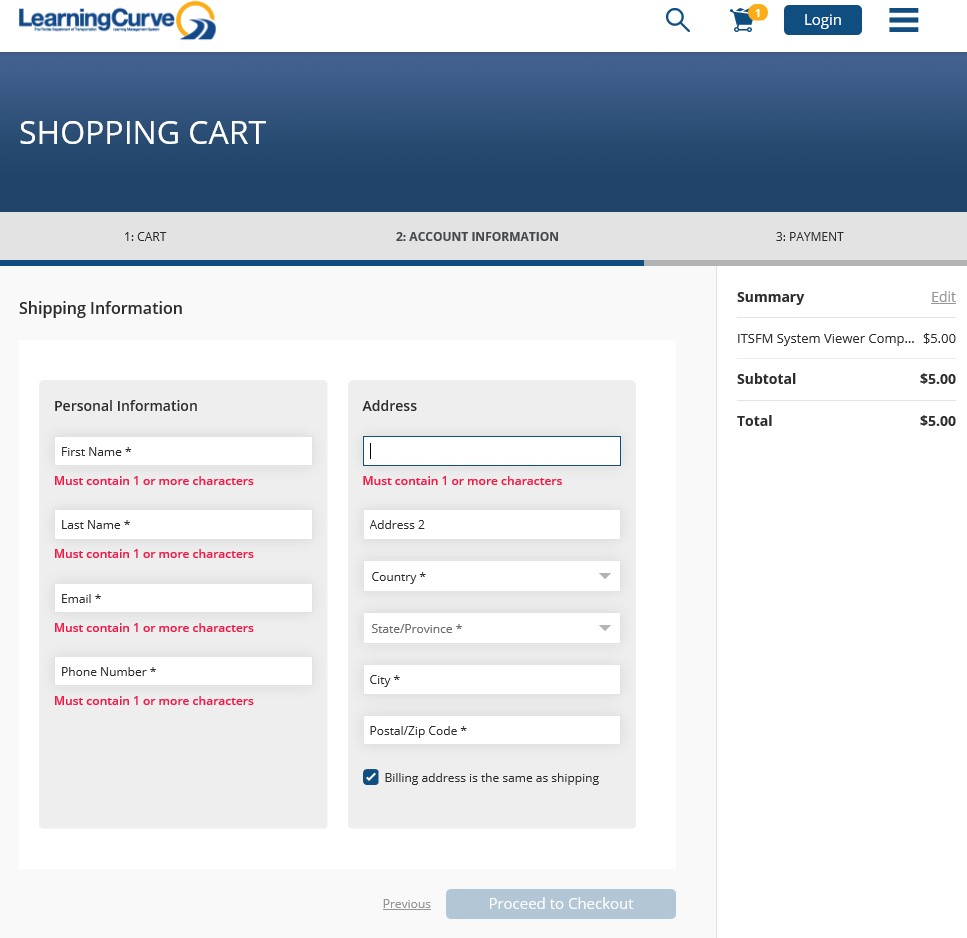 LearningCurve
1
Login
SHOPPING CART
1: CART
2: ACCOUNT INFORMATION
3: PAYMENT
Shipping Information
Personal Information
First Name *
Must contain 1 or more characters
Last Name *
Must contain 1 or more characters
Email *
Must contain 1 or more characters
Phone Number *
Must contain 1 or more characters
Address
Must contain 1 or more characters
Address 2
Country *
State/Province *
City *
Postal/Zip Code *
Billing address is the same as shipping
Previous
Proceed to Checkout
Summary Edit
ITSFM System Viewer Comp... $5.00
Subtotal $5.00
Total $5.00